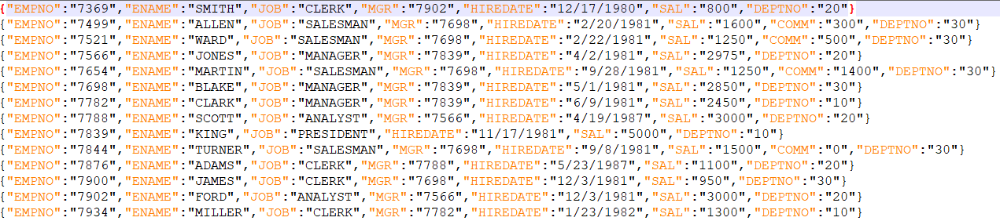 {"EMPNO":"7369","ENAME":"SMITH","JOB":"CLERK","MGR":"7902","HIREDATE":"12/17/1980","SAL":"800","DEPTNO":"20"}
{"EMPNO":"7499","ENAME":"ALLEN","JOB":"SALESMAN","MGR":"7698","HIREDATE":"2/20/1981","SAL":"1600","COMM":"300","DEPTNO":"30"}
{"EMPNO":"7521","ENAME":"WARD","JOB":"SALESMAN","MGR":"7698","HIREDATE":"2/22/1981","SAL":"1250","COMM":"500","DEPTNO":"30"}
{"EMPNO":"7566","ENAME":"JONES","JOB":"MANAGER","MGR":"7839","HIREDATE":"4/2/1981","SAL":"2975","DEPTNO":"20"}
{"EMPNO":"7654","ENAME":"MARTIN","JOB":"SALESMAN","MGR":"7698","HIREDATE":"9/28/1981","SAL":"1250","COMM":"1400","DEPTNO":"30"}
{"EMPNO":"7698","ENAME":"BLAKE","JOB":"MANAGER","MGR":"7839","HIREDATE":"5/1/1981","SAL":"2850","DEPTNO":"30"}
{"EMPNO":"7782","ENAME":"CLARK","JOB":"MANAGER","MGR":"7839","HIREDATE":"6/9/1981","SAL":"2450","DEPTNO":"10"}
{"EMPNO":"7788","ENAME":"SCOTT","JOB":"ANALYST","MGR":"7566","HIREDATE":"4/19/1987","SAL":"3000","DEPTNO":"20"}
{"EMPNO":"7839","ENAME":"KING","JOB":"PRESIDENT","HIREDATE":"11/17/1981","SAL":"5000","DEPTNO":"10"}
{"EMPNO":"7844","ENAME":"TURNER","JOB":"SALESMAN","MGR":"7698","HIREDATE":"9/8/1981","SAL":"1500","COMM":"0","DEPTNO":"30"}
{"EMPNO":"7876","ENAME":"ADAMS","JOB":"CLERK","MGR":"7788","HIREDATE":"5/23/1987","SAL":"1100","DEPTNO":"20"}
{"EMPNO":"7900","ENAME":"JAMES","JOB":"CLERK","MGR":"7698","HIREDATE":"12/3/1981","SAL":"950","DEPTNO":"30"}
{"EMPNO":"7902","ENAME":"FORD","JOB":"ANALYST","MGR":"7566","HIREDATE":"12/3/1981","SAL":"3000","DEPTNO":"20"}
{"EMPNO":"7934","ENAME":"MILLER","JOB":"CLERK","MGR":"7782","HIREDATE":"1/23/1982","SAL":"1300","DEPTNO":"10"}